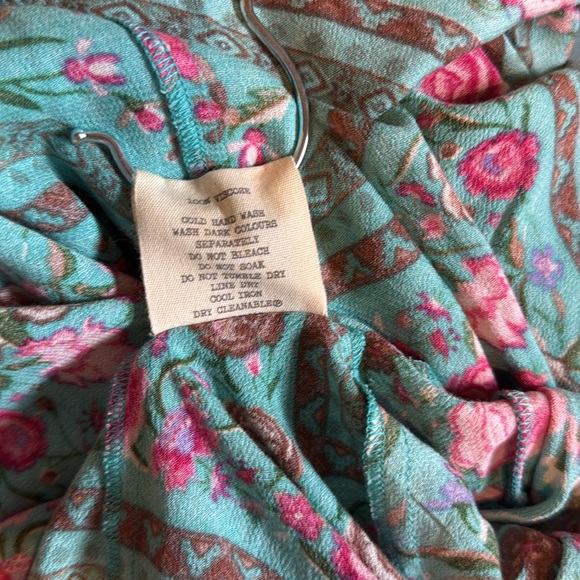 100% VISCOSE
COLD HAND WASH
WASH DARK COLOURS
SEPARATELY
DO NOT BLEACH
DO NOT SOAK
DO NOT TUMBLE DRY
LINE DRY
COOL IRON
DRY CLEANABLE®